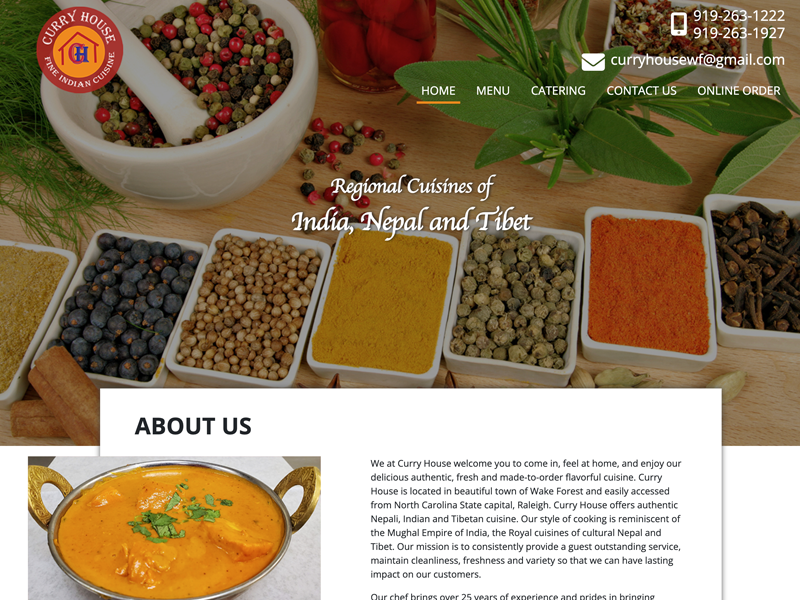 CURRY HOUSE
H
FINE INDIAN CUISINE
919-263-1222
919-263-1927
curryhousewf@gmail.com
HOME MENU CATERING CONTACT US ONLINE ORDER
Regional Cuisines of
India, Nepal and Tibet
ABOUT US
We at Curry House welcome you to come in, feel at home, and enjoy our
delicious authentic, fresh and made-to-order flavorful cuisine. Curry
House is located in beautiful town of Wake Forest and easily accessed
from North Carolina State capital, Raleigh. Curry House offers authentic
Nepali, Indian and Tibetan cuisine. Our style of cooking is reminiscent of
the Mughal Empire of India, the Royal cuisines of cultural Nepal and
Tibet. Our mission is to consistently provide a guest outstanding service,
maintain cleanliness, freshness and variety so that we can have lasting
impact on our customers.
Our chef brings over 25 years of experience and prides in bringing